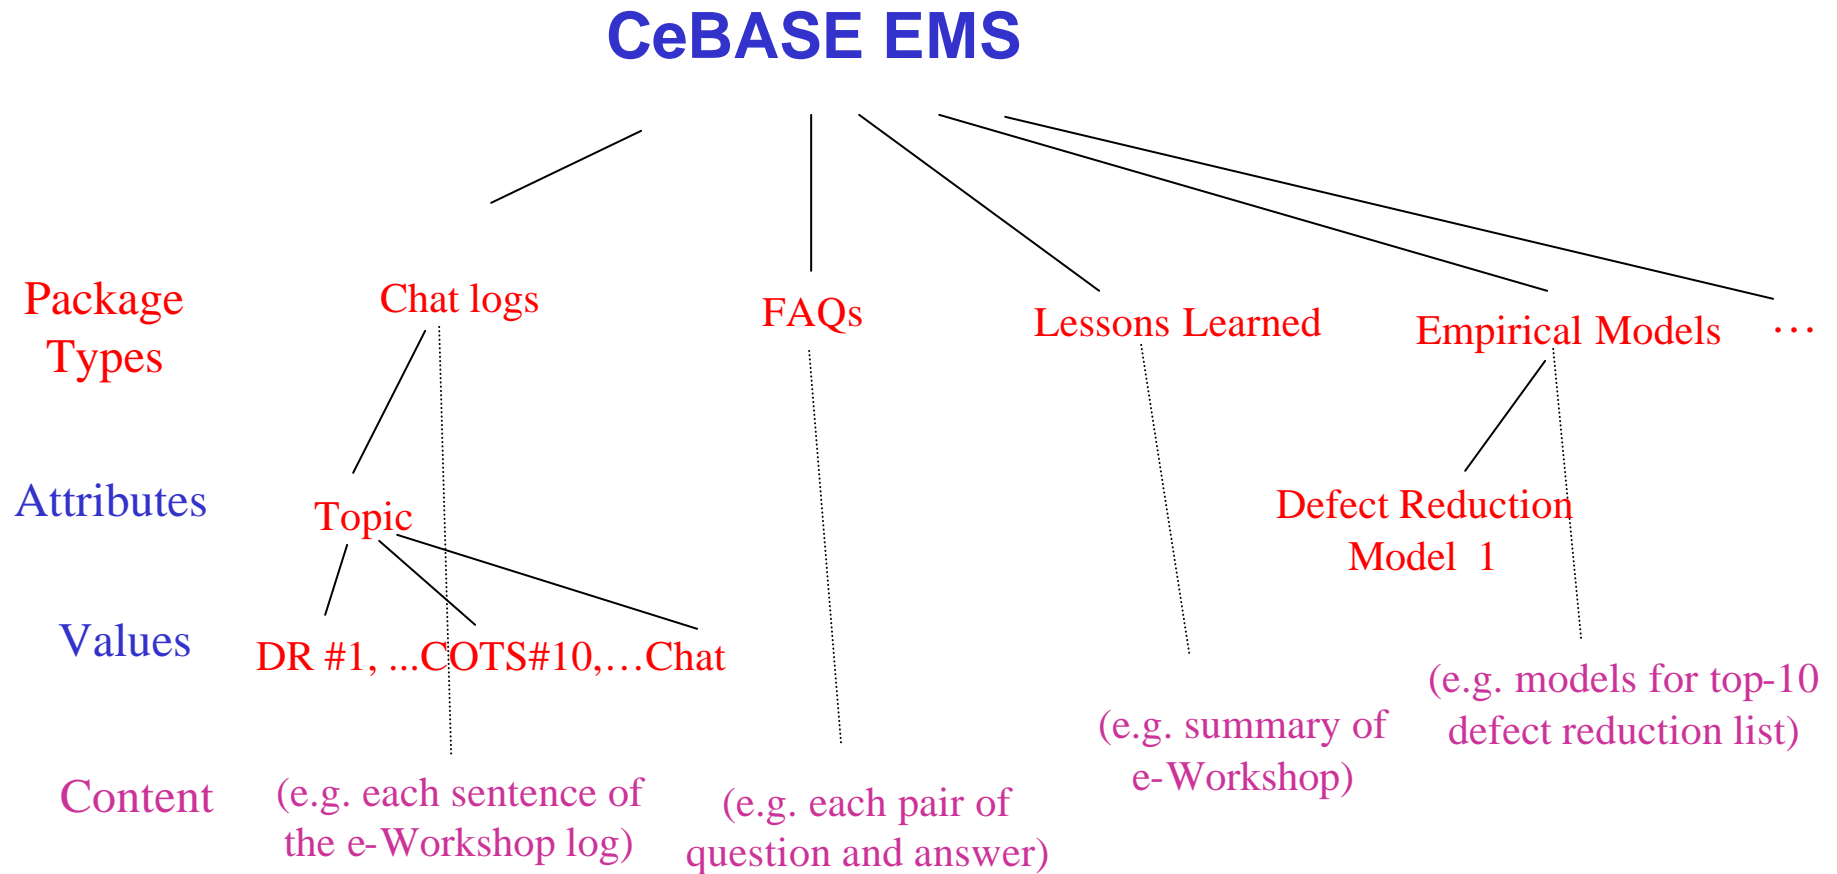 CeBASE EMS
Package
Types
Chat logs
FAQs
Lessons Learned
Empirical Models
…
Attributes
Topic
Defect Reduction
Model 1
Values
DR #1, ...COTS#10,…Chat
Content
(e.g. each sentence of
the e-Workshop log)
(e.g. each pair of
question and answer)
(e.g. summary of
e-Workshop)
(e.g. models for top-10
defect reduction list)